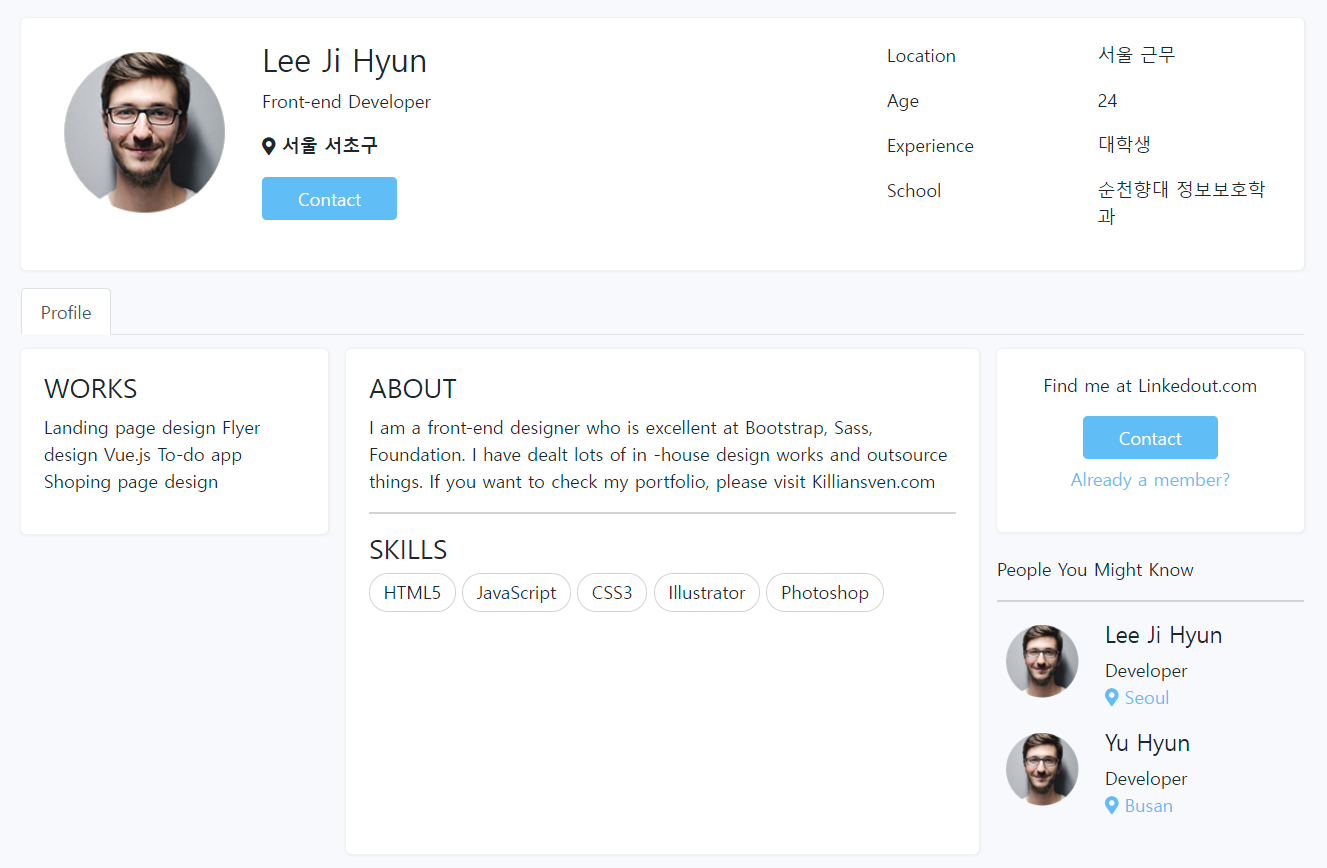 Lee Ji Hyun
Front-end Developer
서울 서초구
Contact
Location 서울 근무
Age 24
Experience 대학생
School 순천향대 정보보호학
과
Profile
WORKS
Landing page design Flyer
design Vue.js To-do app
Shoping page design
ABOUT
I am a front-end designer who is excellent at Bootstrap, Sass,
Foundation. I have dealt lots of in -house design works and outsource
things. If you want to check my portfolio, please visit Killiansven.com
SKILLS
HTML5 JavaScript CSS3 Illustrator Photoshop
Find me at Linkedout.com
Contact
Already a member?
People You Might Know
Lee Ji Hyun
Developer
Seoul
Yu Hyun
Developer
Busan